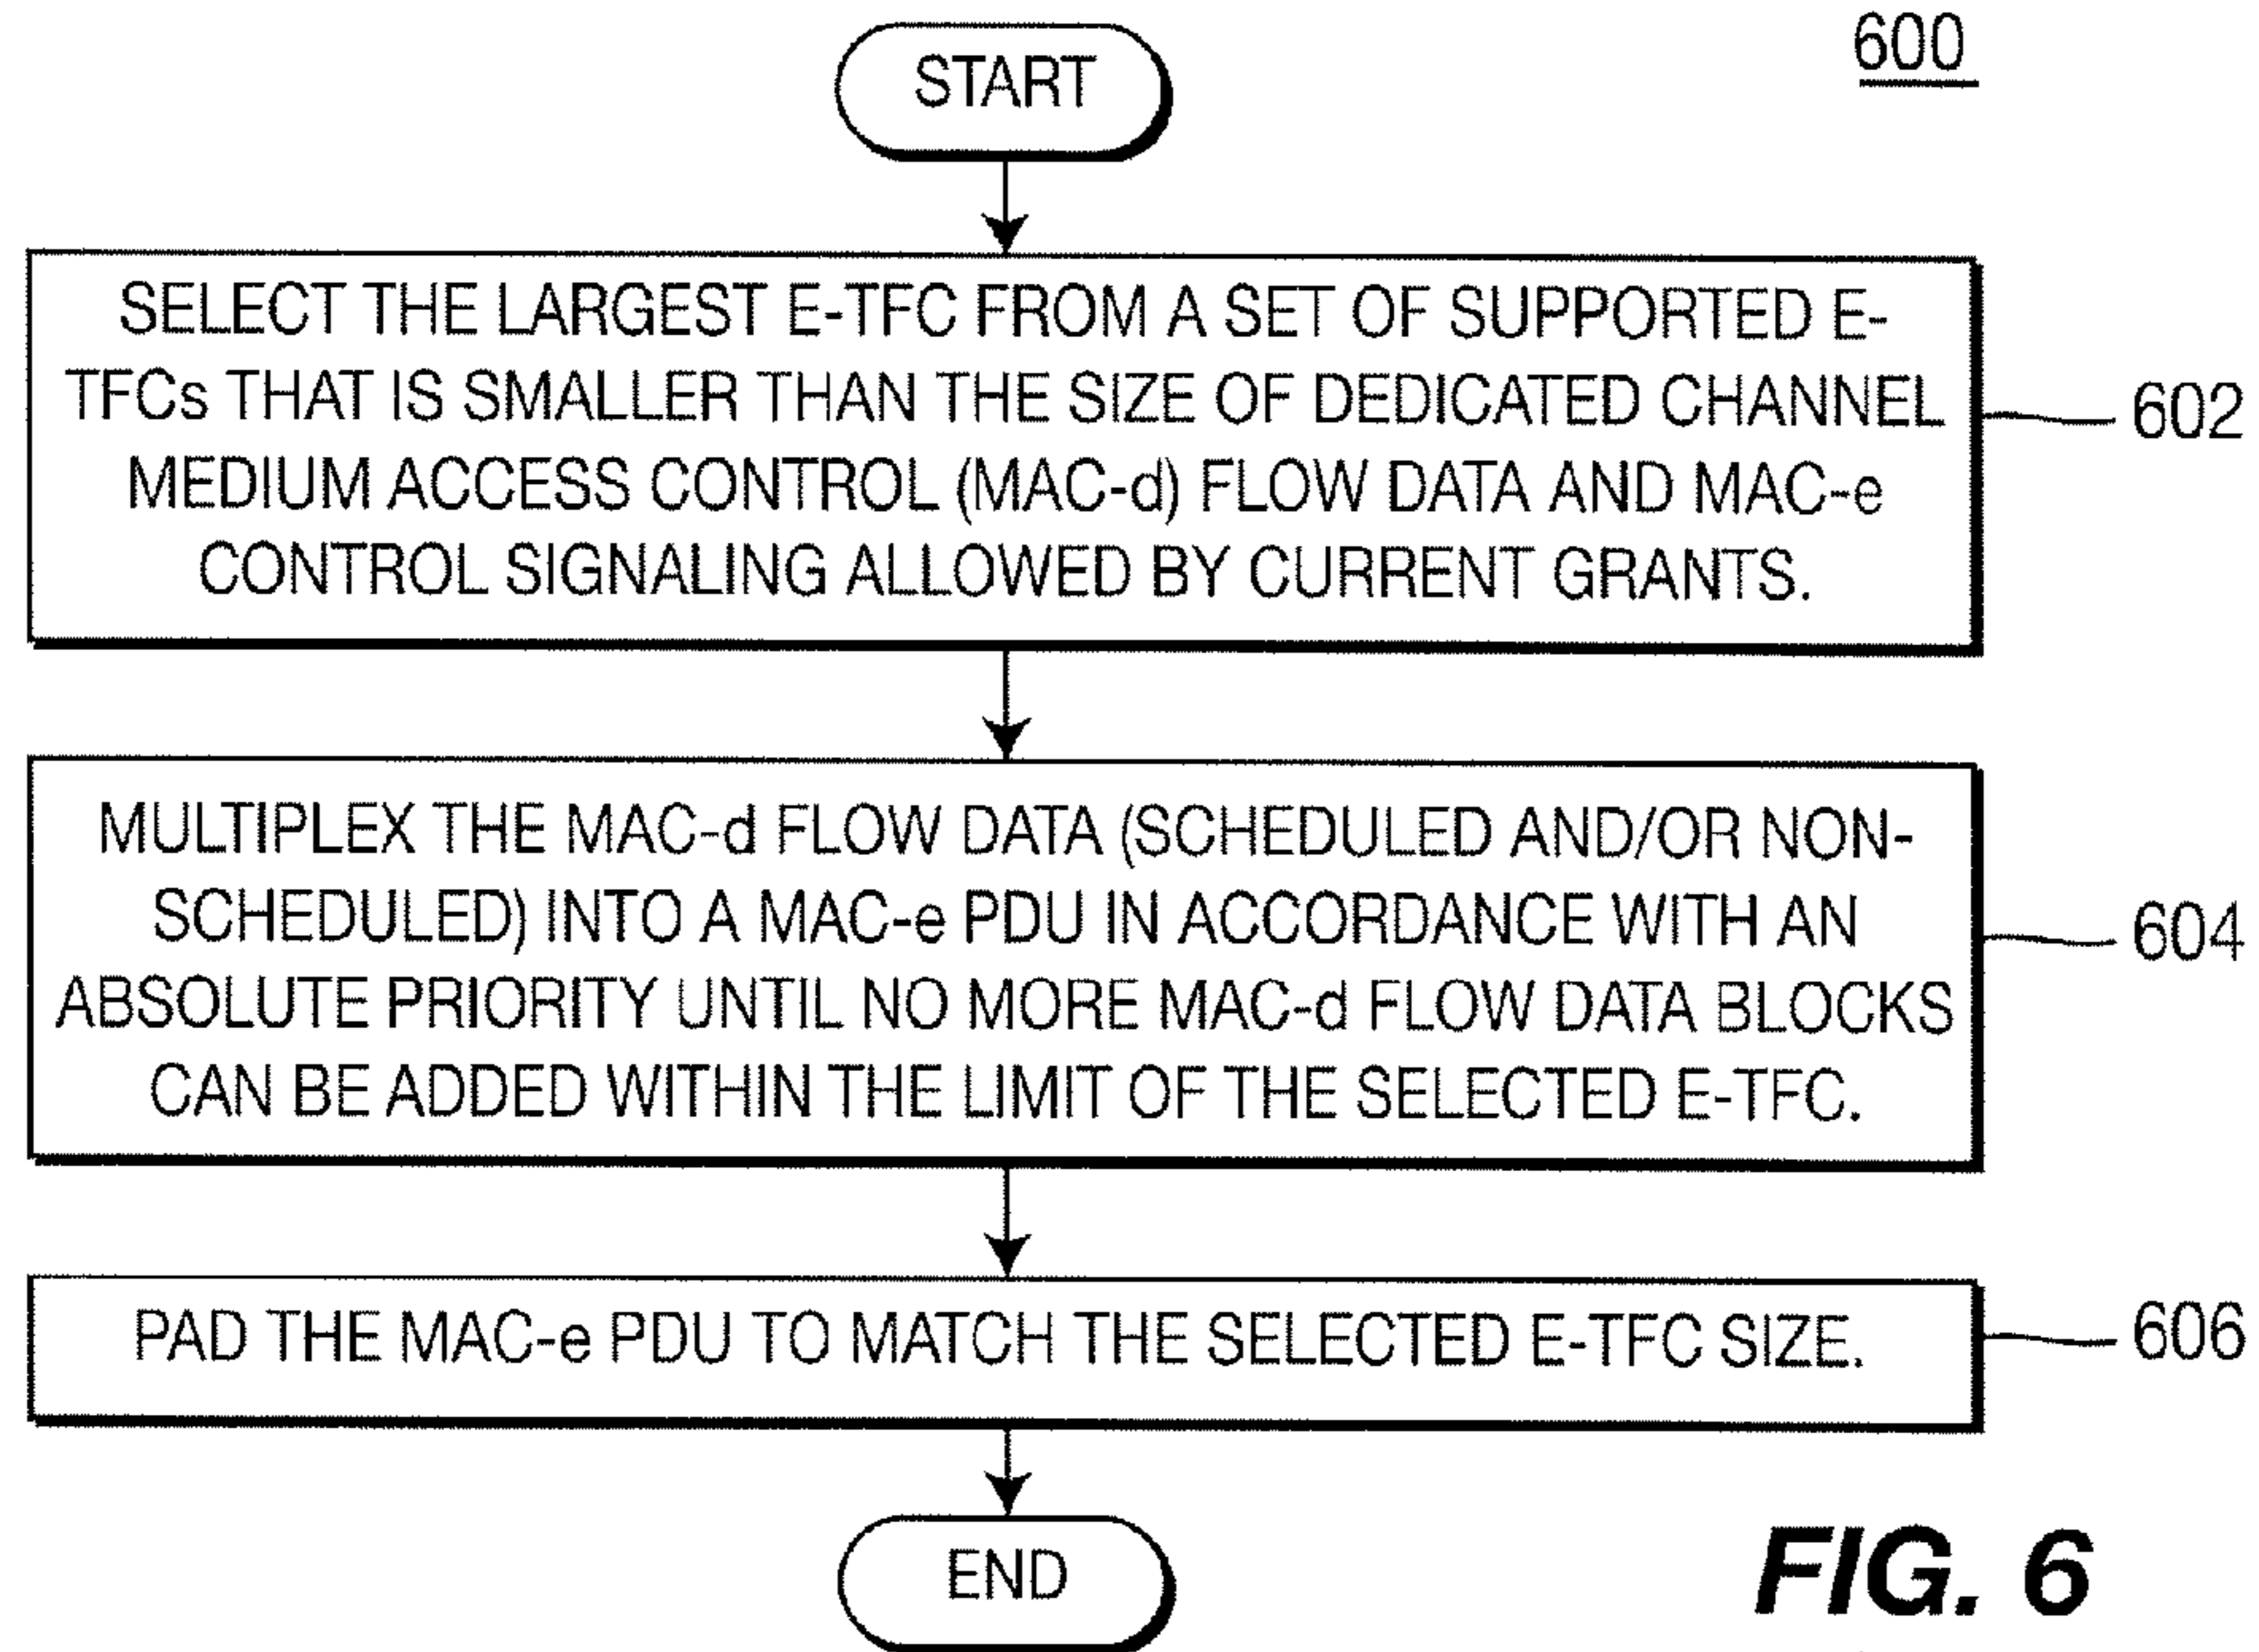 600
START
SELECT THE LARGEST E-TFC FROM A SET OF SUPPORTED E-
TFCs THAT IS SMALLER THAN THE SIZE OF DEDICATED CHANNEL
MEDIUM ACCESS CONTROL (MAC-d) FLOW DATA AND MAC-e
CONTROL SIGNALING ALLOWED BY CURRENT GRANTS.
602
MULTIPLEX THE MAC-d FLOW DATA (SCHEDULED AND/OR NON-
SCHEDULED) INTO A MAC-e PDU IN ACCORDANCE WITH AN
ABSOLUTE PRIORITY UNTIL NO MORE MAC-d FLOW DATA BLOCKS
CAN BE ADDED WITHIN THE LIMIT OF THE SELECTED E-TFC.
604
PAD THE MAC-e PDU TO MATCH THE SELECTED E-TFC SIZE.
606
END
FIG. 6